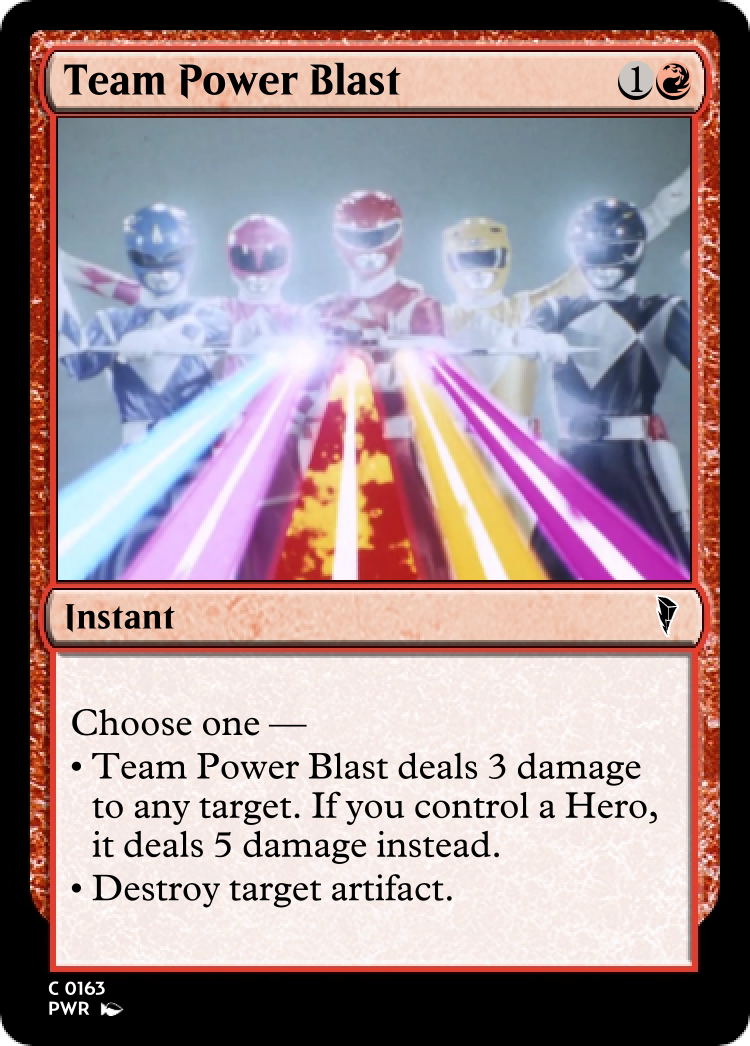 Team Power Blast 1
Instant
Choose one —
• Team Power Blast deals 3 damage
to any target. If you control a Hero,
it deals 5 damage instead.
• Destroy target artifact.
C 0163
PWR